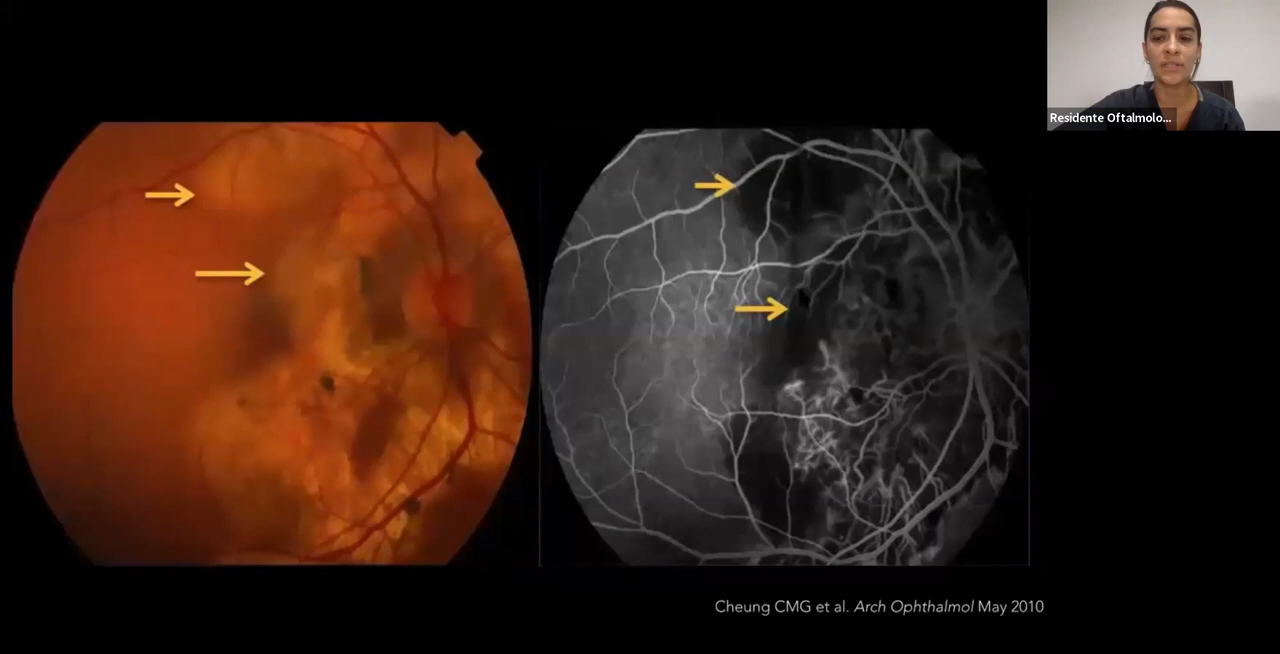 Residente Oftalmolo...
Cheung CMG et al. Arch Ophthalmol May 2010